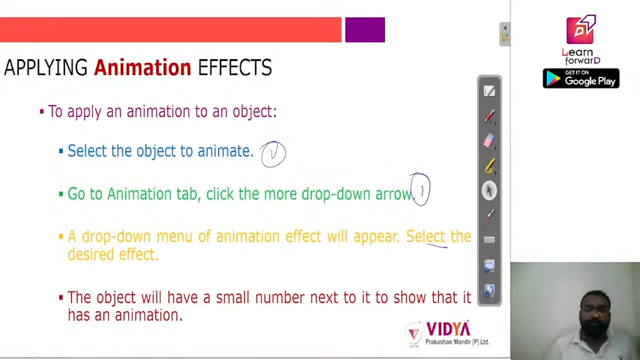 Learn
forwarD
GET IT ON
Google Play
APPLYING Animation EFFECTS
▪ To apply an animation to an object:
▪ Select the object to animate.
▪ Go to Animation tab, click the more drop-down arrow.
▪ A drop-down menu of animation effect will appear. Select the
desired effect.
▪ The object will have a small number next to it to show that it
has an animation.
VIDYA
Prakashan Mandir [P] Ltd.